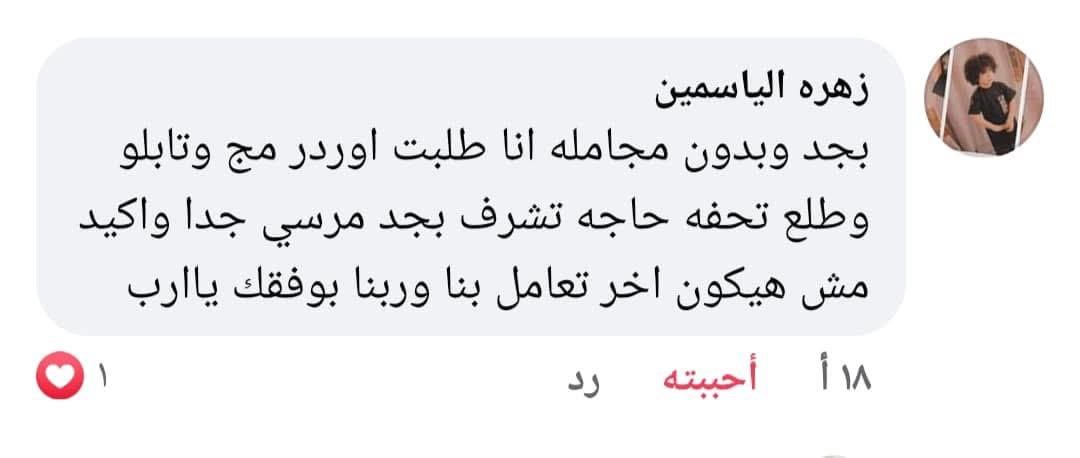 زهره الياسمين
بجد وبدون مجامله انا طلبت اوردر مج وتابلو
وطلع تحفه حاجه تشرف بجد مرسي جدا واكيد
مش هيكون اخر تعامل بنا وربنا بوفقك ياارب
١٨ أ أحببته رد ١